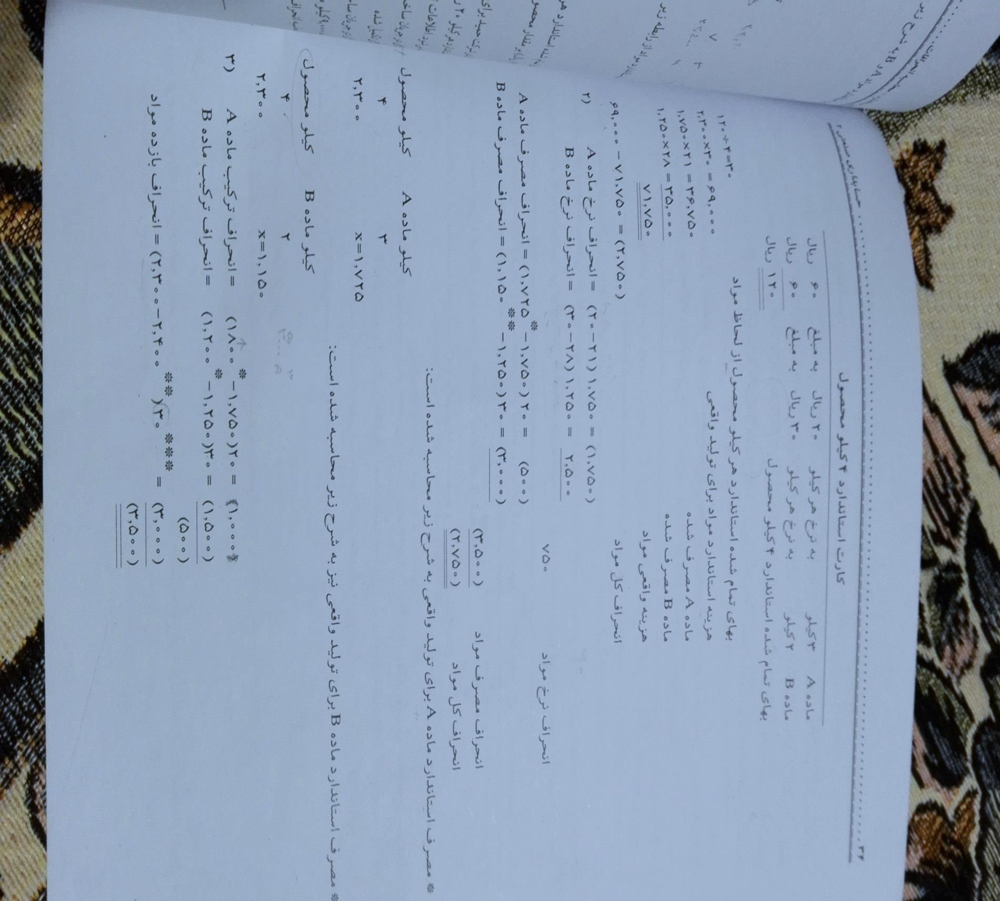 ۳۴ ........ حسابداری صنعتی ۲
کارت استاندارد ۴ کیلو محصول
ماده A ۳ کیلو به نرخ هر کیلو ۲۰ ریال به مبلغ ۶۰ ریال
ماده B ۲ کیلو به نرخ هر کیلو ۳۰ ریال به مبلغ ۶۰ ریال
بهای تمام شده استاندارد ۴ کیلو محصول ۱۲۰ ریال
بهای تمام شده استاندارد هر کیلو محصول از لحاظ مواد ۱۲۰÷۴=۳۰
هزینه استاندارد مواد برای تولید واقعی ۲,۳۰۰×۳۰=۶۹,۰۰۰
ماده A مصرف شده ۱,۷۵۰×۲۱=۳۶,۷۵۰
ماده B مصرف شده ۱,۲۵۰×۲۸=۳۵,۰۰۰
هزینه واقعی مواد ۷۱,۷۵۰
انحراف کل مواد ۶۹,۰۰۰-۷۱,۷۵۰=(۲,۷۵۰)
۲)
A انحراف نرخ ماده = (۲۰-۲۱)۱,۷۵۰ = (۱,۷۵۰)
B انحراف نرخ ماده = (۳۰-۲۸)۱,۲۵۰ = ۲,۵۰۰
انحراف نرخ مواد ۷۵۰
A انحراف مصرف ماده = (۱,۷۲۵*-۱,۷۵۰)۲۰ = (۵۰۰)
B انحراف مصرف ماده = (۱,۱۵۰**-۱,۲۵۰)۳۰ = (۳,۰۰۰)
انحراف مصرف مواد (۳,۵۰۰)
انحراف کل مواد (۲,۷۵۰)
* مصرف استاندارد ماده A برای تولید واقعی به شرح زیر محاسبه شده است:
کیلو محصول کیلو ماده A
۴ ۳
۲,۳۰۰ x=۱,۷۲۵
* مصرف استاندارد ماده B برای تولید واقعی نیز به شرح زیر محاسبه شده است:
کیلو محصول کیلو ماده B
۴ ۲
۲,۳۰۰ x=۱,۱۵۰
۳)
A انحراف ترکیب ماده = (۱۸۰۰*-۱,۷۵۰)۲۰ = ۱,۰۰۰
B انحراف ترکیب ماده = (۱,۲۰۰*-۱,۲۵۰)۳۰ = (۱,۵۰۰)
(۵۰۰)
انحراف بازده مواد = (۲,۳۰۰-۲,۴۰۰**)۳۰*** = (۳,۰۰۰)
(۳,۵۰۰)